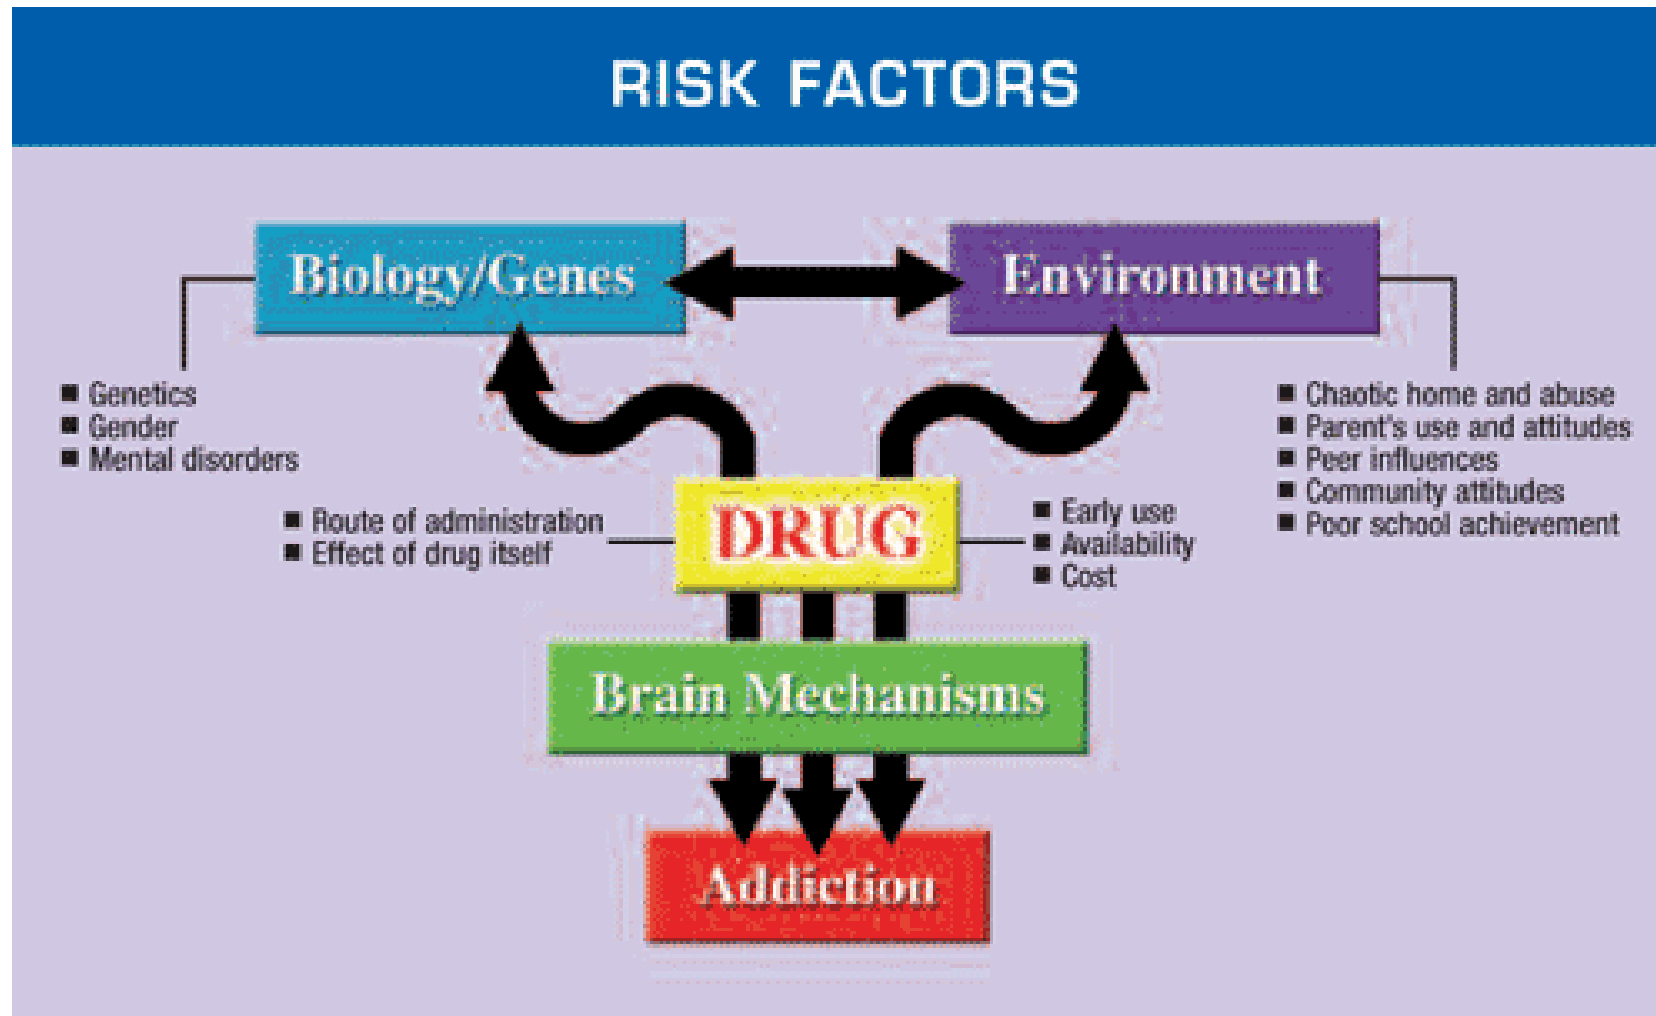 RISK FACTORS
Biology/Genes
Environment
Genetics
Gender
Mental disorders
Chaotic home and abuse
Parent's use and attitudes
Peer influences
Community attitudes
Poor school achievement
Route of administration
Effect of drug itself
DRUG
Early use
Availability
Cost
Brain Mechanisms
Addiction